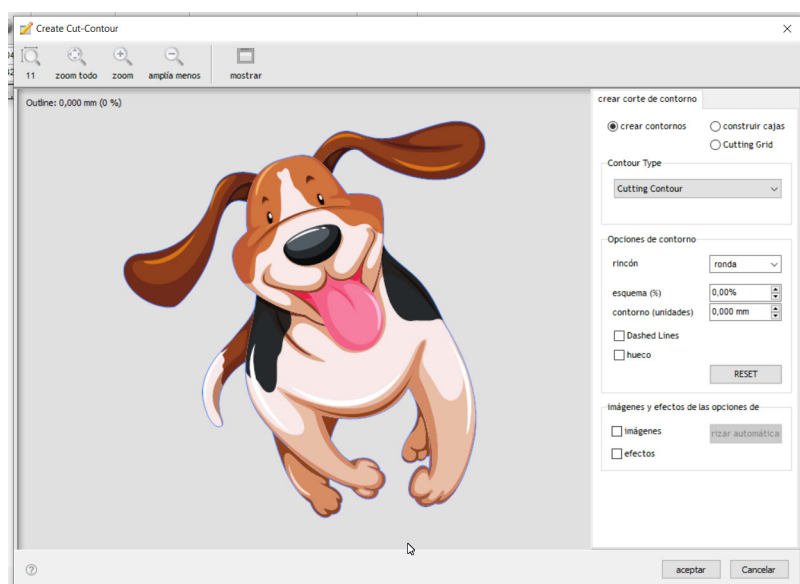 Create Cut-Contour
11
zoom todo
zoom
amplía menos
mostrar
Outline: 0,000 mm (0 %)
crear corte de contorno
crear contornos
construir cajas
Cutting Grid
Contour Type
Cutting Contour
Opciones de contorno
rincón
ronda
esquema (%)
0,00%
contorno (unidades)
0,000 mm
Dashed Lines
hueco
RESET
Imágenes y efectos de las opciones de
imágenes
rizar automática
efectos
aceptar
Cancelar